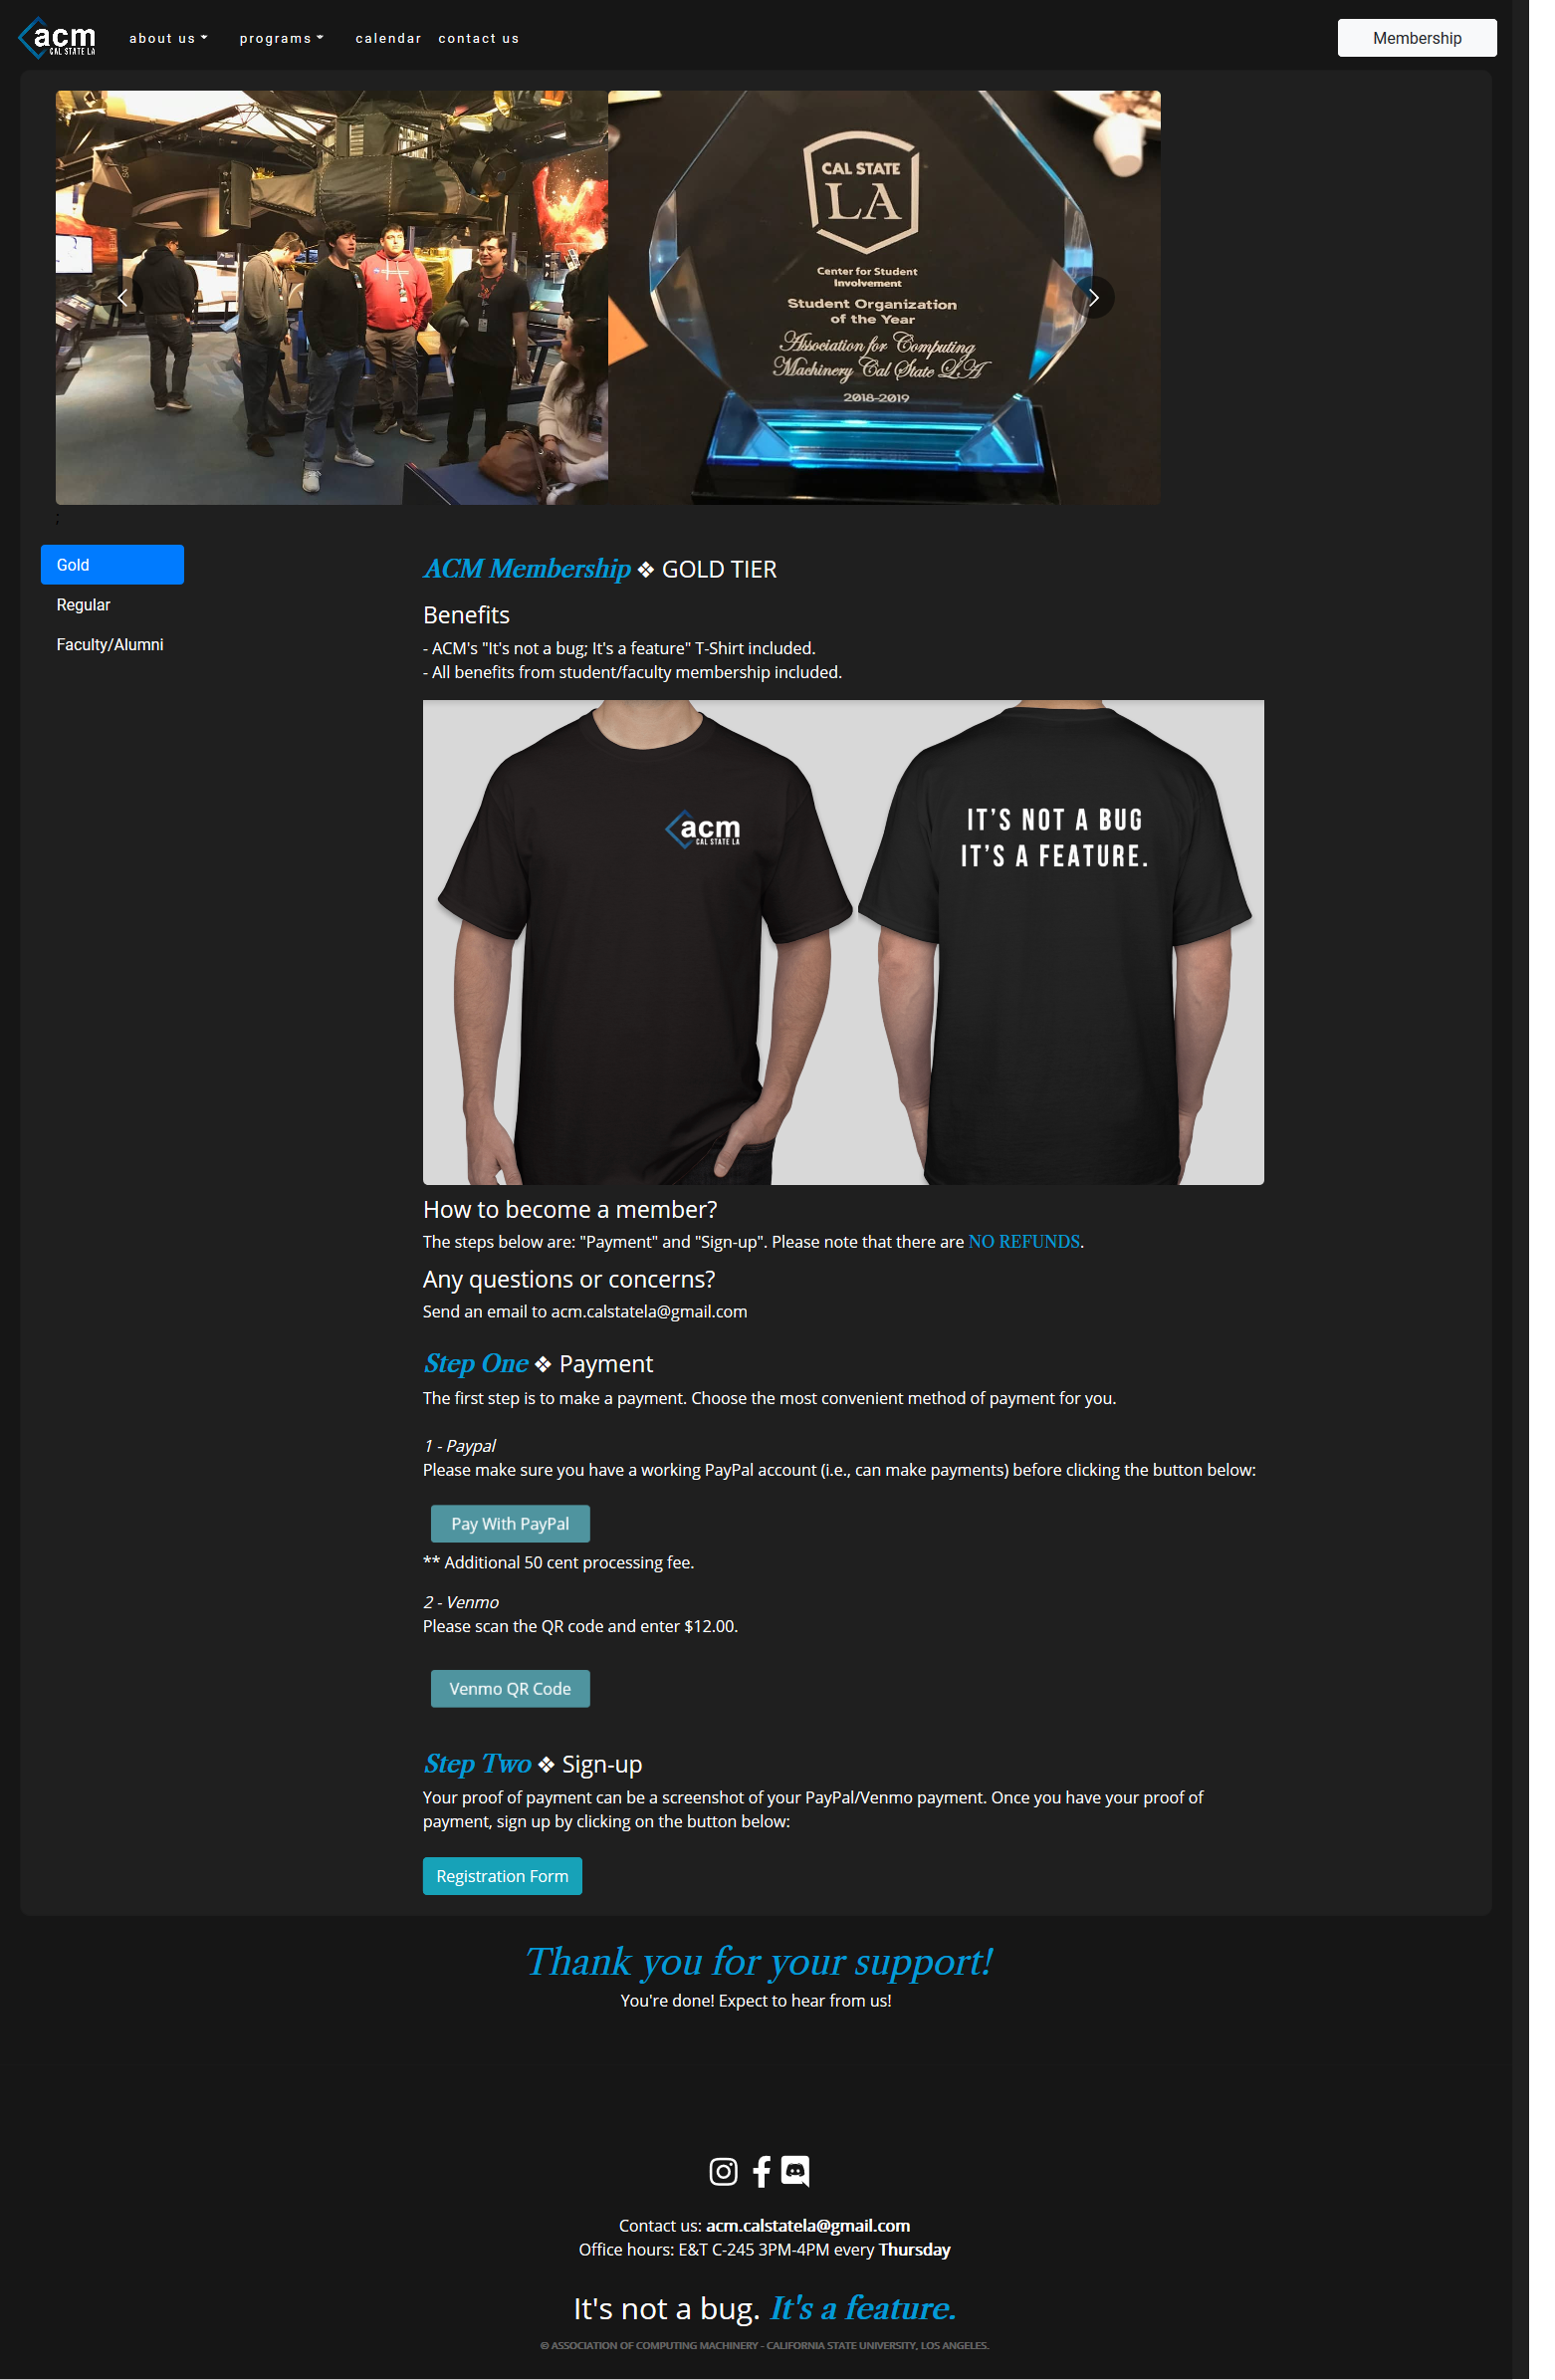 acm
CAL STATE LA
about us
programs
calendar
contact us
Membership
CAL STATE
LA
Center for Student
Involvement
Student Organization
of the Year
Association for Computing
Machinery Cal State LA
2018-2019
;
Gold
Regular
Faculty/Alumni
ACM Membership ❖ GOLD TIER
Benefits
- ACM's "It's not a bug; It's a feature" T-Shirt included.
- All benefits from student/faculty membership included.
acm
CAL STATE LA
IT'S NOT A BUG
IT'S A FEATURE.
How to become a member?
The steps below are: "Payment" and "Sign-up". Please note that there are NO REFUNDS.
Any questions or concerns?
Send an email to acm.calstatela@gmail.com
Step One ❖ Payment
The first step is to make a payment. Choose the most convenient method of payment for you.
1 - Paypal
Please make sure you have a working PayPal account (i.e., can make payments) before clicking the button below:
Pay With PayPal
** Additional 50 cent processing fee.
2 - Venmo
Please scan the QR code and enter $12.00.
Venmo QR Code
Step Two ❖ Sign-up
Your proof of payment can be a screenshot of your PayPal/Venmo payment. Once you have your proof of
payment, sign up by clicking on the button below:
Registration Form
Thank you for your support!
You're done! Expect to hear from us!
Contact us: acm.calstatela@gmail.com
Office hours: E&T C-245 3PM-4PM every Thursday
It's not a bug. It's a feature.
© ASSOCIATION OF COMPUTING MACHINERY - CALIFORNIA STATE UNIVERSITY, LOS ANGELES.